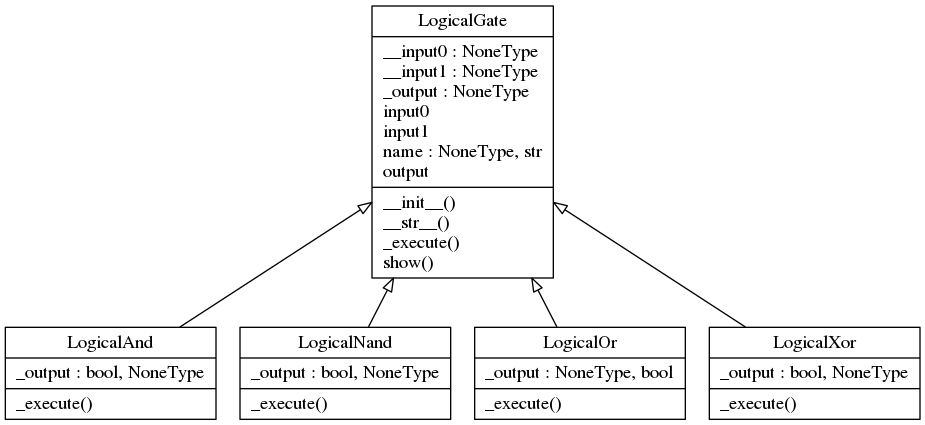 LogicalGate
__input0 : NoneType
__input1 : NoneType
_output : NoneType
input0
input1
name : NoneType, str
output
__init__()
__str__()
_execute()
show()
LogicalAnd
_output : bool, NoneType
_execute()
LogicalNand
_output : bool, NoneType
_execute()
LogicalOr
_output : NoneType, bool
_execute()
LogicalXor
_output : bool, NoneType
_execute()